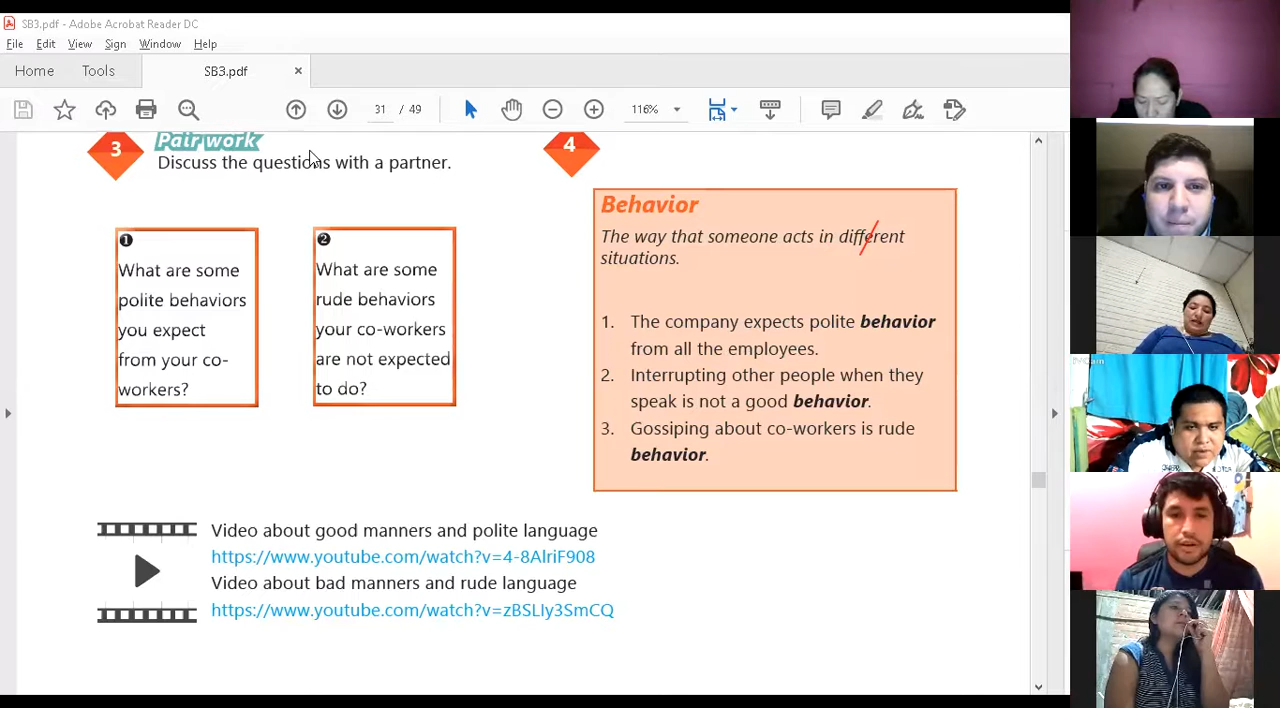 SB3.pdf - Adobe Acrobat Reader DC
File Edit View Sign Window Help
Home Tools SB3.pdf ×
31 / 49 116%
3 Pair work
Discuss the questions with a partner.
❶
What are some
polite behaviors
you expect
from your co-
workers?
❷
What are some
rude behaviors
your co-workers
are not expected
to do?
4
Behavior
The way that someone acts in different
situations.
1. The company expects polite behavior
from all the employees.
2. Interrupting other people when they
speak is not a good behavior.
3. Gossiping about co-workers is rude
behavior.
Video about good manners and polite language
https://www.youtube.com/watch?v=4-8AlriF908
Video about bad manners and rude language
https://www.youtube.com/watch?v=zBSLIy3SmCQ